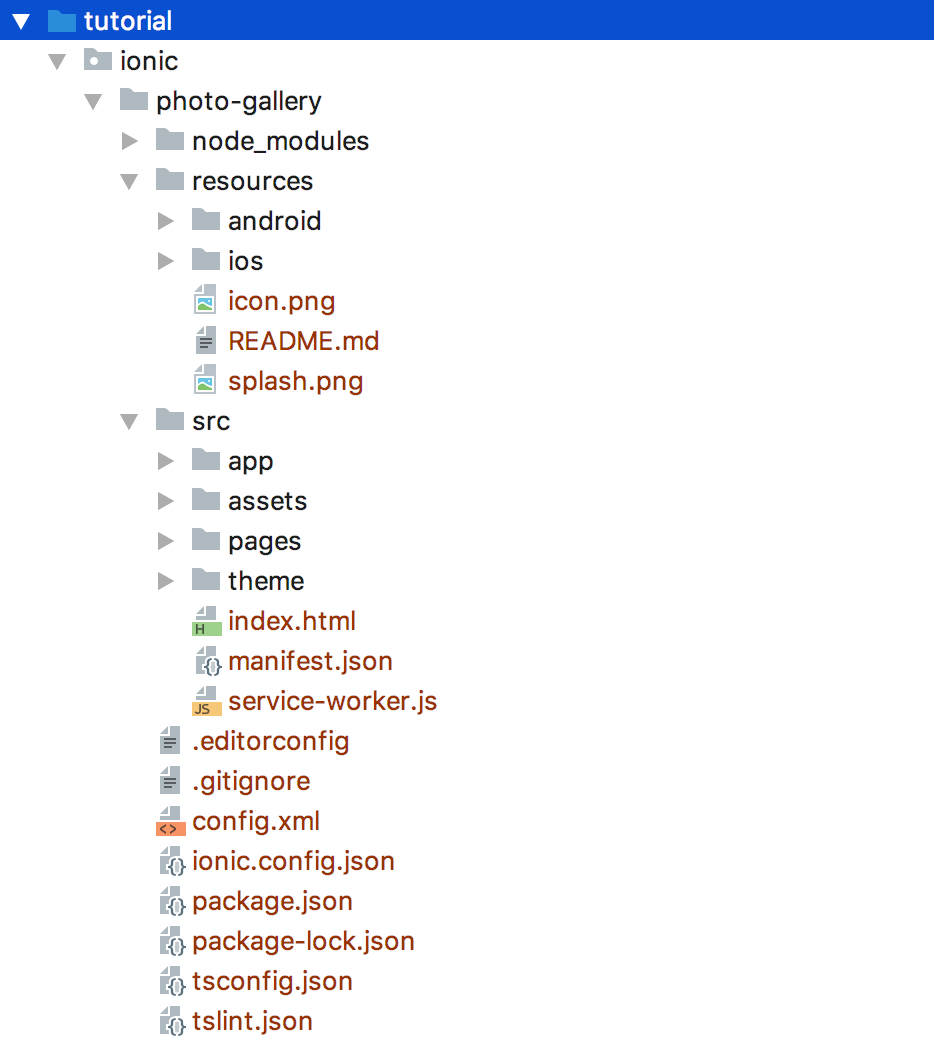 tutorial
ionic
photo-gallery
node_modules
resources
android
ios
icon.png
README.md
splash.png
src
app
assets
pages
theme
H index.html
manifest.json
JS service-worker.js
.editorconfig
.gitignore
<> config.xml
ionic.config.json
package.json
package-lock.json
tsconfig.json
tslint.json